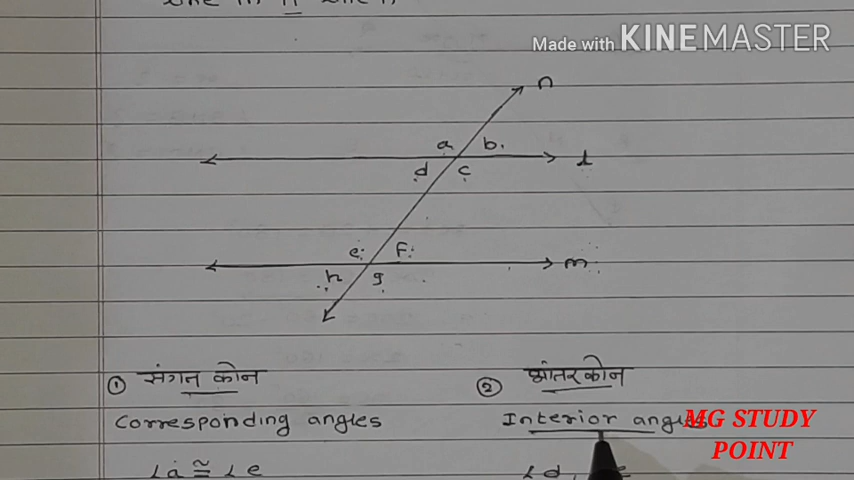 Made with KINEMASTER
n
a b.
l
d c
e f
m
h g
① संगत कोन
② आंतरकोन
Corresponding angles
Interior angles
MG STUDY
POINT
∠a ≅ ∠e
∠d,